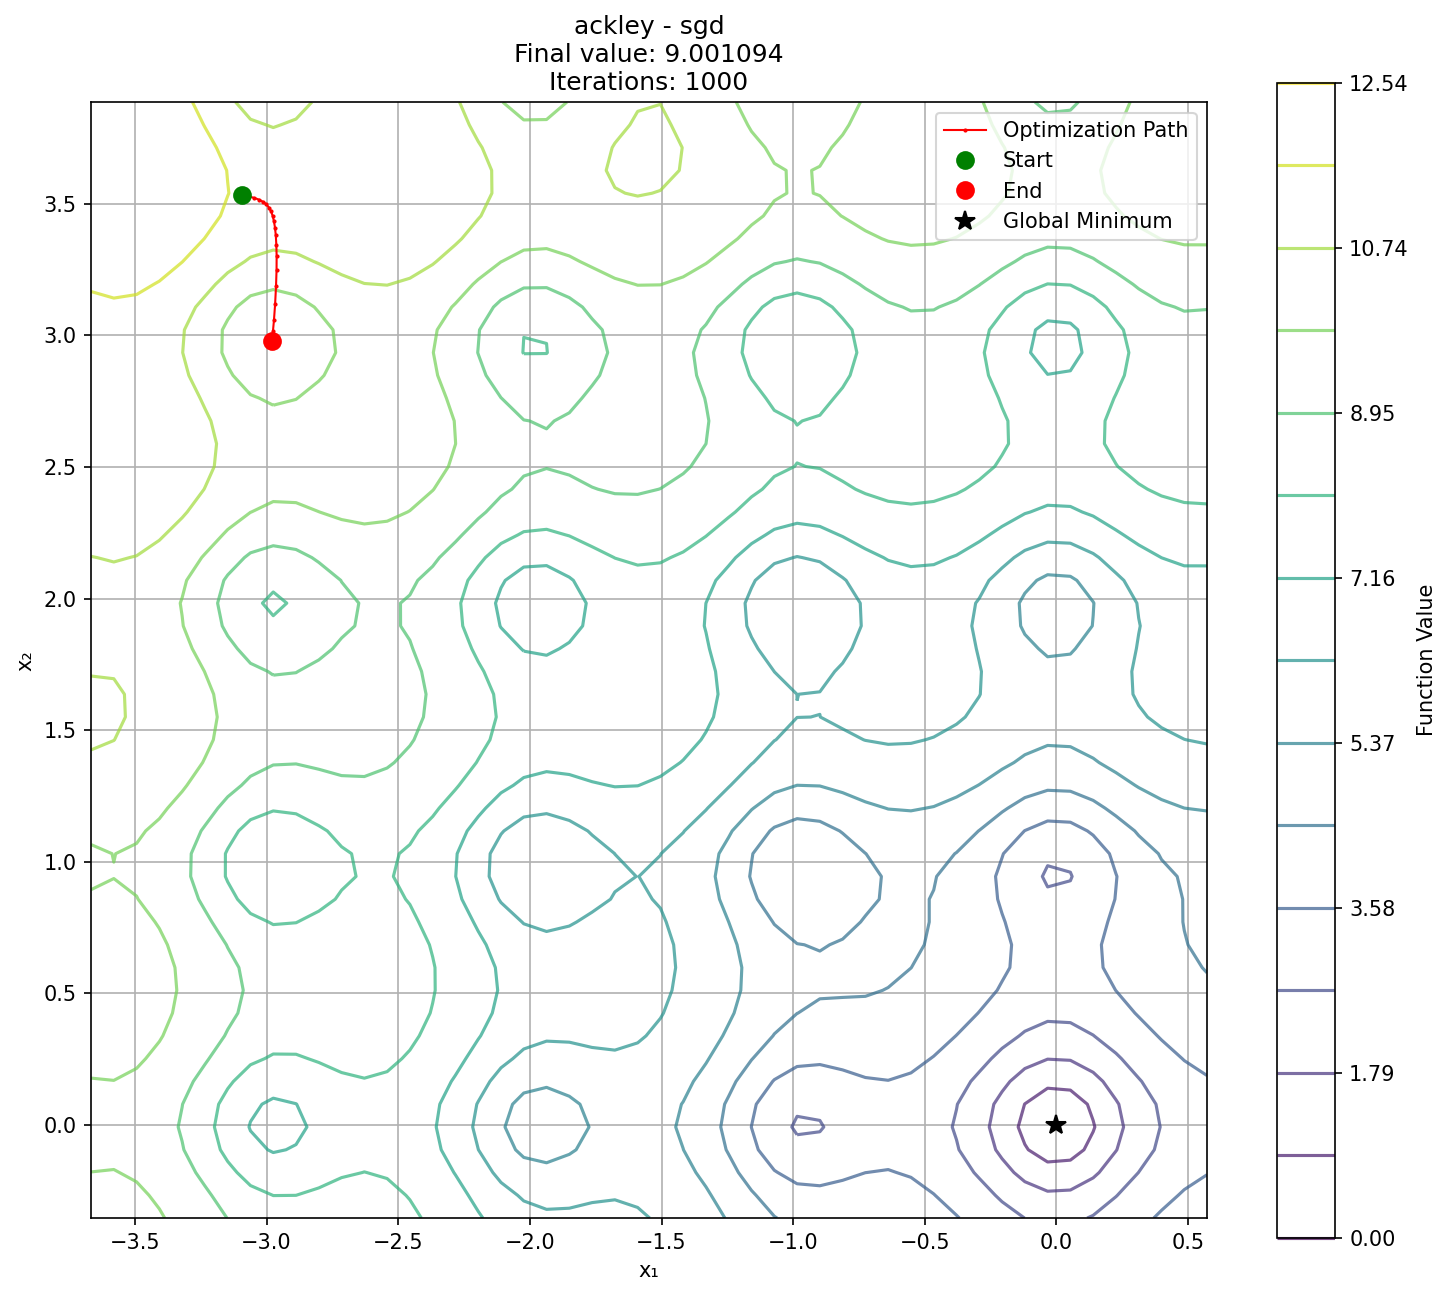 ackley - sgd
Final value: 9.001094
Iterations: 1000
Optimization Path
Start
End
Global Minimum
3.5
3.0
2.5
2.0
1.5
1.0
0.5
0.0
x₂
−3.5
−3.0
−2.5
−2.0
−1.5
−1.0
−0.5
0.0
0.5
x₁
12.54
10.74
8.95
7.16
5.37
3.58
1.79
0.00
Function Value